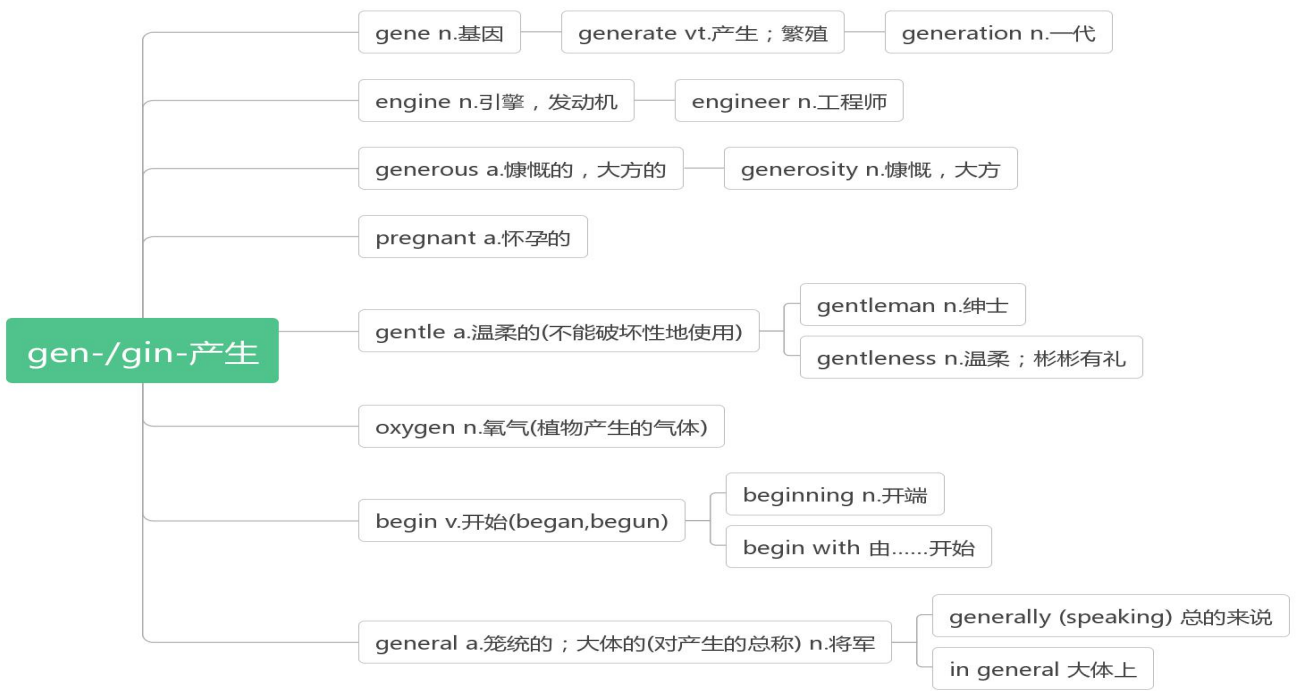 gen-/gin-产生
gene n.基因
generate vt.产生；繁殖
generation n.一代
engine n.引擎，发动机
engineer n.工程师
generous a.慷慨的，大方的
generosity n.慷慨，大方
pregnant a.怀孕的
gentle a.温柔的(不能破坏性地使用)
gentleman n.绅士
gentleness n.温柔；彬彬有礼
oxygen n.氧气(植物产生的气体)
begin v.开始(began,begun)
beginning n.开端
begin with 由......开始
general a.笼统的；大体的(对产生的总称) n.将军
generally (speaking) 总的来说
in general 大体上